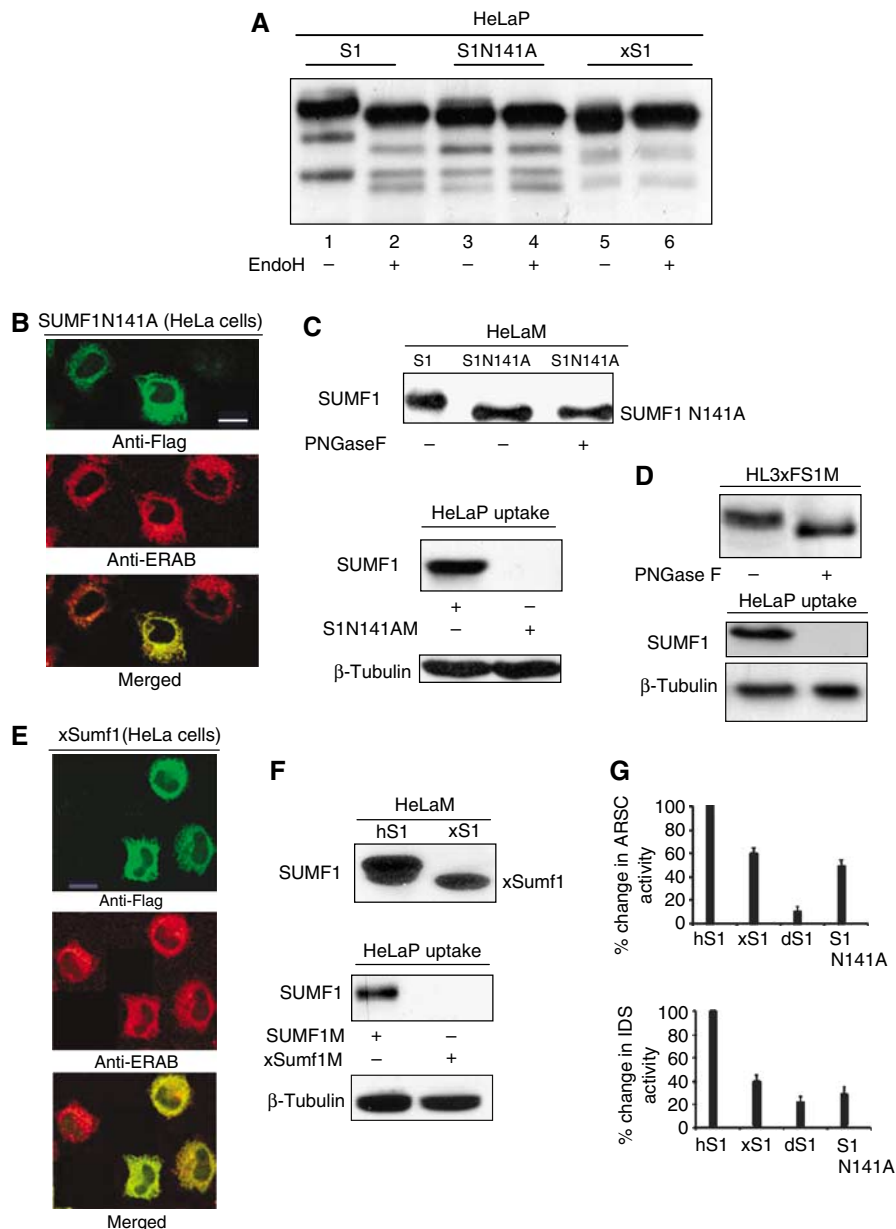 A
HeLaP
S1 S1N141A xS1
1 2 3 4 5 6
EndoH – + – + – +
B
SUMF1N141A (HeLa cells)
Anti-Flag
Anti-ERAB
Merged
C
HeLaM
S1 S1N141A S1N141A
SUMF1
SUMF1 N141A
PNGaseF – – +
HeLaP uptake
SUMF1
+ –
S1N141AM – +
β-Tubulin
D
HL3xFS1M
PNGase F – +
HeLaP uptake
SUMF1
β-Tubulin
E
xSumf1(HeLa cells)
Anti-Flag
Anti-ERAB
Merged
F
HeLaM
hS1 xS1
SUMF1
xSumf1
HeLaP uptake
SUMF1
SUMF1M + –
xSumf1M – +
β-Tubulin
G
% change in ARSC activity
100
80
60
40
20
0
hS1 xS1 dS1 S1 N141A
% change in IDS activity
100
80
60
40
20
0
hS1 xS1 dS1 S1 N141A